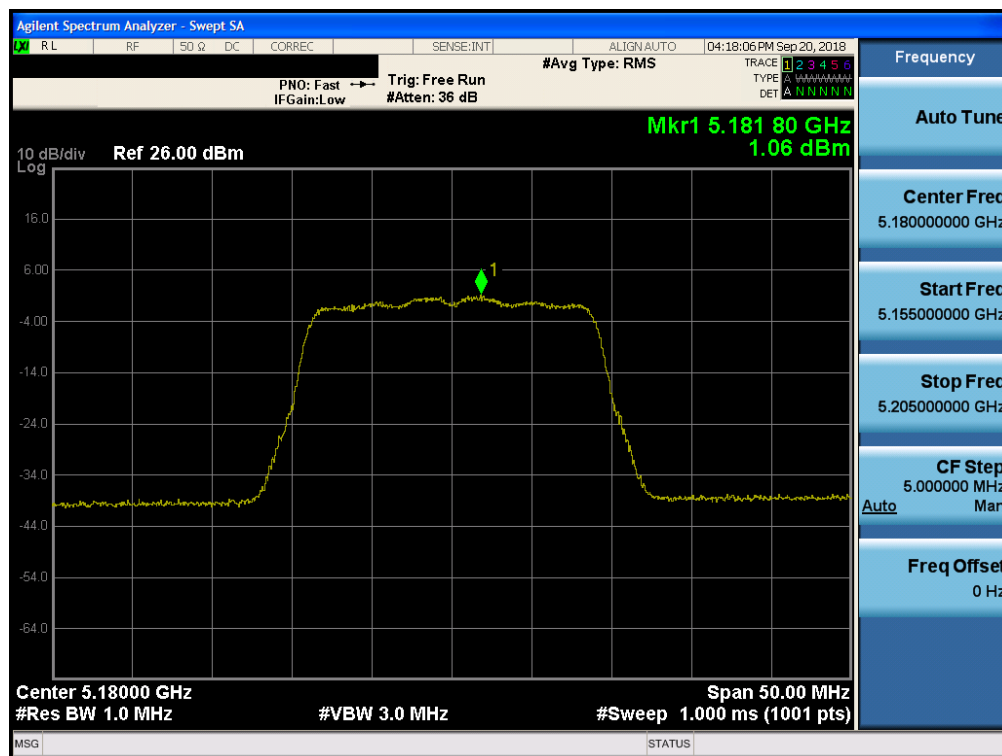 Agilent Spectrum Analyzer - Swept SA
LXI RL RF 50 Ω DC CORREC SENSE:INT ALIGN AUTO 04:18:06 PM Sep 20, 2018
#Avg Type: RMS TRACE 1 2 3 4 5 6
PNO: Fast Trig: Free Run TYPE A
IFGain:Low #Atten: 36 dB DET A N N N N N
Mkr1 5.181 80 GHz
10 dB/div Ref 26.00 dBm 1.06 dBm
Log
16.0
6.00
1
-4.00
-14.0
-24.0
-34.0
-44.0
-54.0
-64.0
Center 5.18000 GHz Span 50.00 MHz
#Res BW 1.0 MHz #VBW 3.0 MHz #Sweep 1.000 ms (1001 pts)
MSG STATUS
Frequency
Auto Tune
Center Freq
5.180000000 GHz
Start Freq
5.155000000 GHz
Stop Freq
5.205000000 GHz
CF Step
5.000000 MHz
Auto Man
Freq Offset
0 Hz